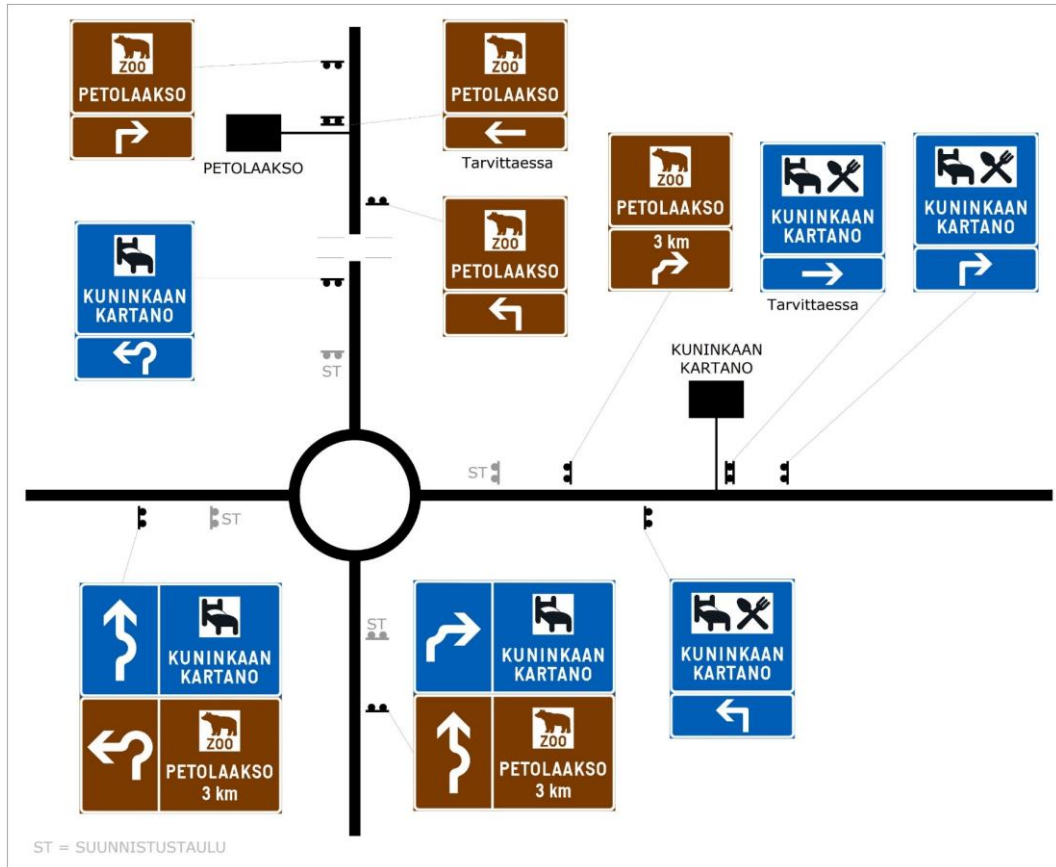 ZOO
PETOLAAKSO
ZOO
PETOLAAKSO
Tarvittaessa
PETOLAAKSO
ZOO
PETOLAAKSO
3 km
KUNINKAAN
KARTANO
Tarvittaessa
KUNINKAAN
KARTANO
ZOO
PETOLAAKSO
KUNINKAAN
KARTANO
ST
KUNINKAAN
KARTANO
ST
ST
KUNINKAAN
KARTANO
ZOO
PETOLAAKSO
3 km
ST
KUNINKAAN
KARTANO
ZOO
PETOLAAKSO
3 km
KUNINKAAN
KARTANO
ST = SUUNNISTUSTAULU